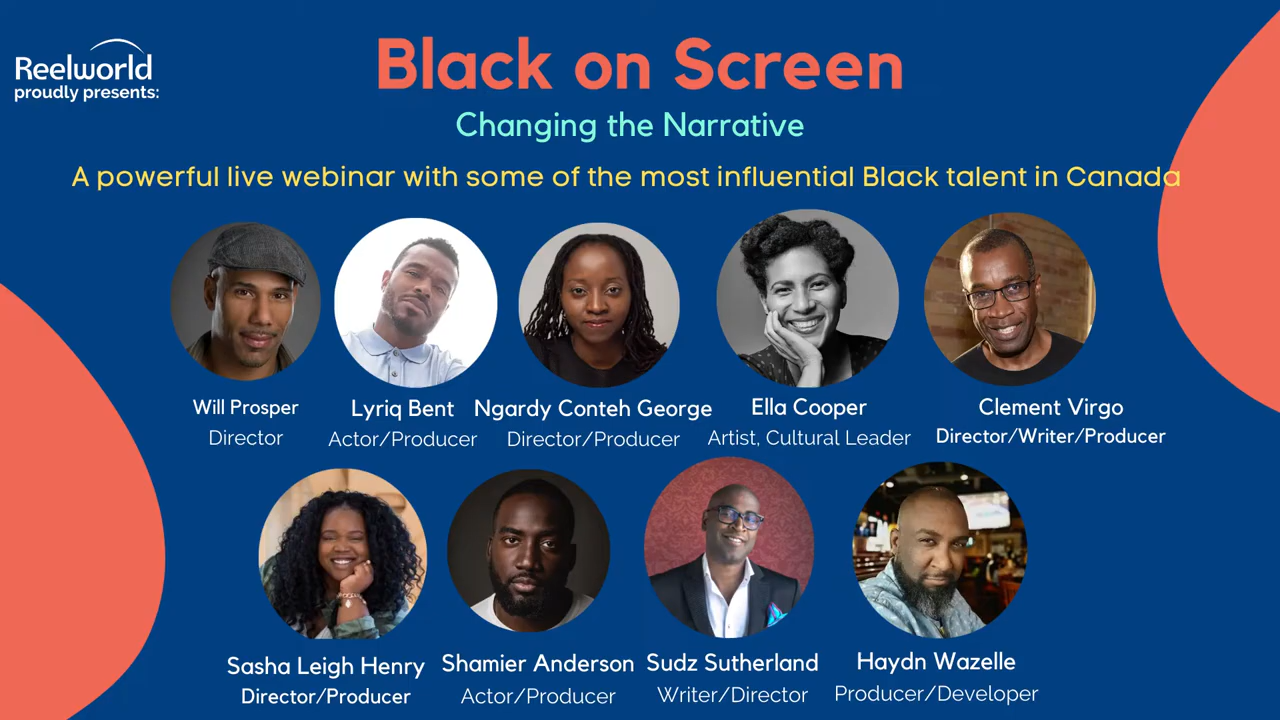 Reelworld
proudly presents:
Black on Screen
Changing the Narrative
A powerful live webinar with some of the most influential Black talent in Canada
Will Prosper
Director
Lyriq Bent
Actor/Producer
Ngardy Conteh George
Director/Producer
Ella Cooper
Artist, Cultural Leader
Clement Virgo
Director/Writer/Producer
Sasha Leigh Henry
Director/Producer
Shamier Anderson
Actor/Producer
Sudz Sutherland
Writer/Director
Haydn Wazelle
Producer/Developer